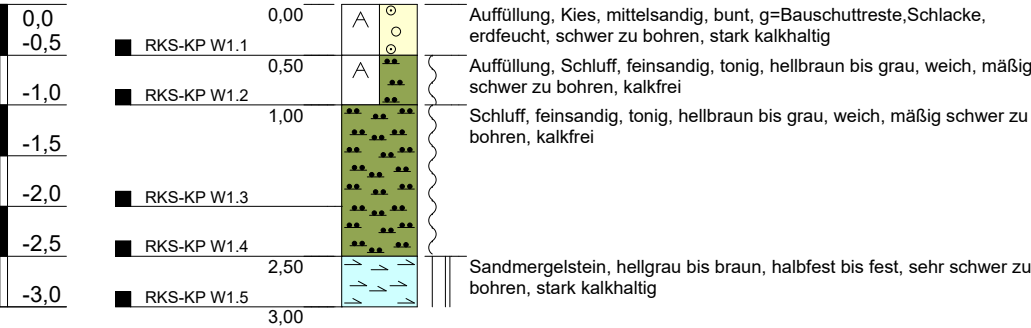 0,0
0,00
Auffüllung, Kies, mittelsandig, bunt, g=Bauschuttreste,Schlacke,
erdfeucht, schwer zu bohren, stark kalkhaltig
-0,5
RKS-KP W1.1
A
0,50
Auffüllung, Schluff, feinsandig, tonig, hellbraun bis grau, weich, mäßig
schwer zu bohren, kalkfrei
-1,0
RKS-KP W1.2
A
1,00
Schluff, feinsandig, tonig, hellbraun bis grau, weich, mäßig schwer zu
bohren, kalkfrei
-1,5
-2,0
RKS-KP W1.3
-2,5
RKS-KP W1.4
2,50
Sandmergelstein, hellgrau bis braun, halbfest bis fest, sehr schwer zu
bohren, stark kalkhaltig
-3,0
RKS-KP W1.5
3,00